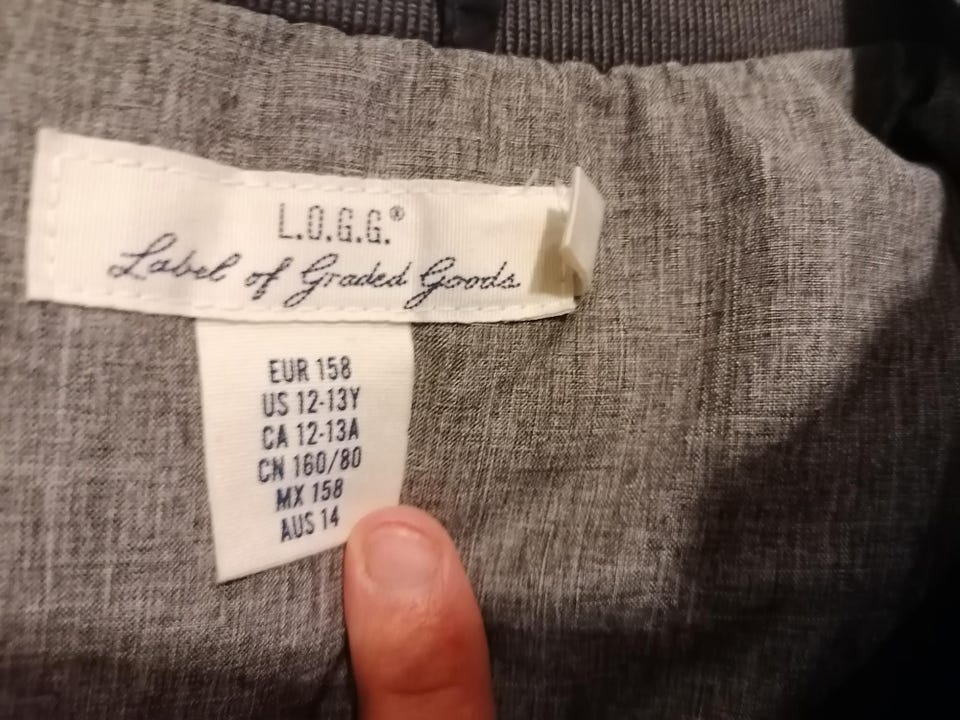 L.O.G.G.®
Label of Graded Goods
EUR 158
US 12-13Y
CA 12-13A
CN 160/80
MX 158
AUS 14